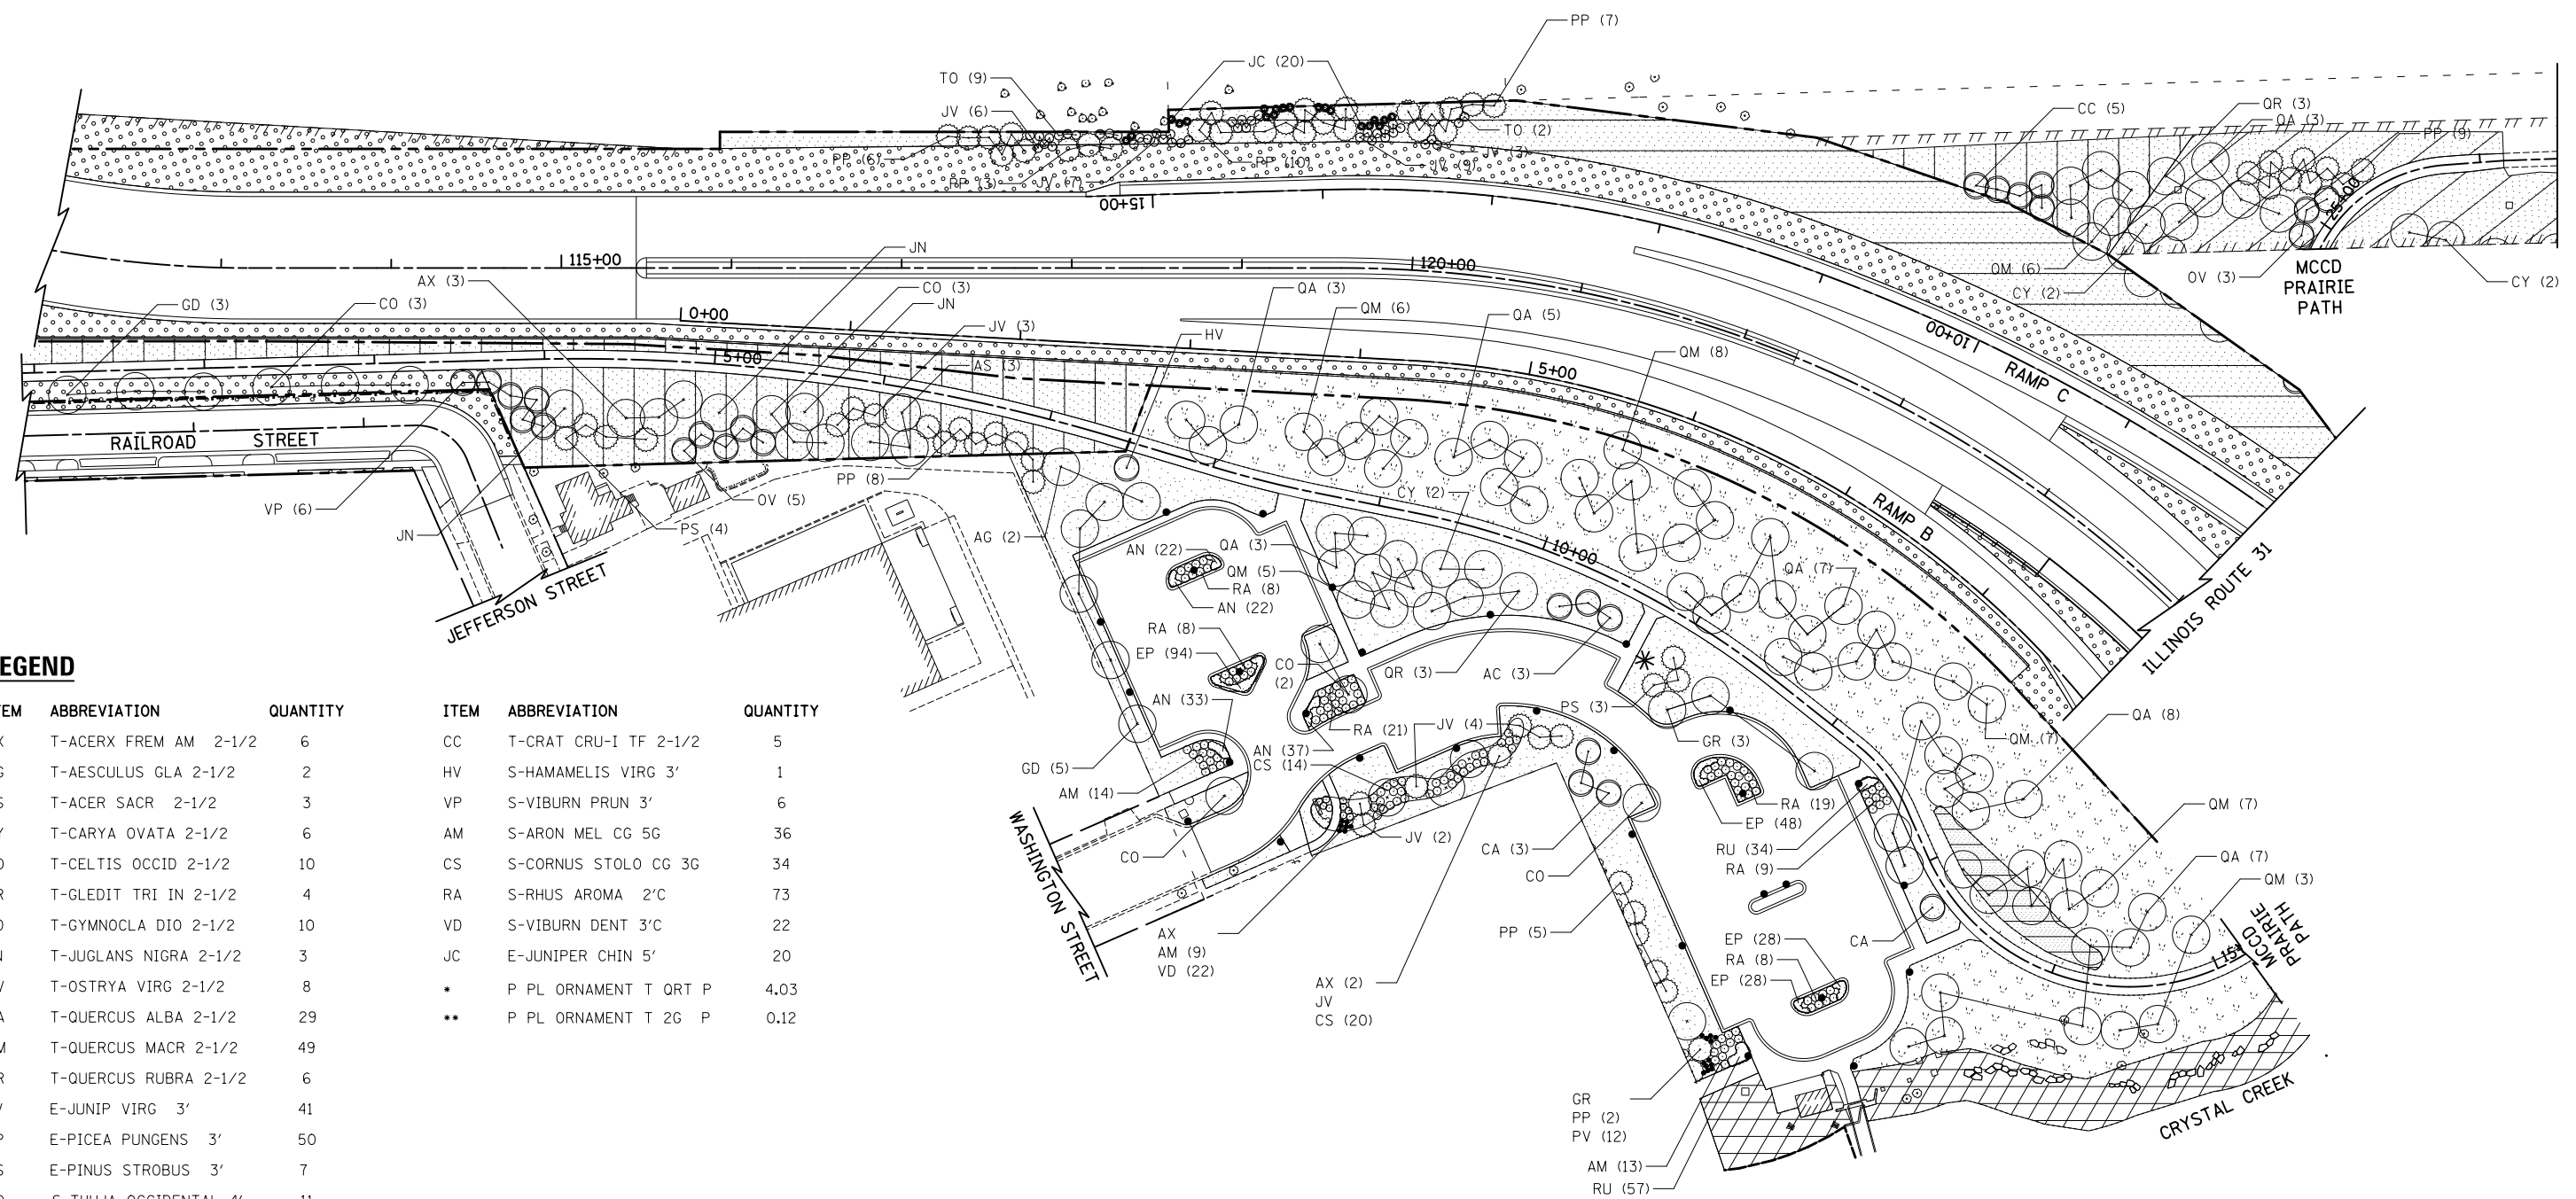 PP (7)
TO (9)
JC (20)
JV (6)
CC (5)
QR (3)
QA (3)
PP (9)
TO (2)
PP (6)
PP (10)
JV (9)
JV (3)
JV (7)
15+00
25+00
115+00
JN
120+00
MCCD
PRAIRIE
PATH
QM (6)
CY (2)
OV (3)
CY (2)
AX (3)
GD (3)
CO (3)
CO (3)
JN
QA (3)
QM (6)
QA (5)
0+00
JV (3)
HV
QM (8)
10+00
RAMP C
5+00
AS (3)
5+00
RAILROAD STREET
VP (6)
JN
PS (4)
OV (5)
PP (8)
AG (2)
CY (2)
RAMP B
AN (22)
QA (3)
10+00
QM (5)
RA (8)
AN (22)
QA (7)
JEFFERSON STREET
ILLINOIS ROUTE 31
RA (8)
EP (94)
CO
(2)
QR (3)
AC (3)
AN (33)
PS (3)
JV (4)
RA (21)
GR (3)
QM (7)
QA (8)
AN (37)
CS (14)
GD (5)
AM (14)
RA (19)
EP (48)
QM (7)
JV (2)
CO
CA (3)
CO
RU (34)
RA (9)
QA (7)
QM (3)
WASHINGTON STREET
AX
AM (9)
VD (22)
PP (5)
EP (28)
RA (8)
EP (28)
CA
MCCD
PRAIRIE
PATH
AX (2)
JV
CS (20)
GR
PP (2)
PV (12)
AM (13)
RU (57)
CRYSTAL CREEK
EGEND
EM ABBREVIATION QUANTITY
T-ACERX FREM AM 2-1/2 6
T-AESCULUS GLA 2-1/2 2
T-ACER SACR 2-1/2 3
T-CARYA OVATA 2-1/2 6
T-CELTIS OCCID 2-1/2 10
T-GLEDIT TRI IN 2-1/2 4
T-GYMNOCLA DIO 2-1/2 10
T-JUGLANS NIGRA 2-1/2 3
T-OSTRYA VIRG 2-1/2 8
T-QUERCUS ALBA 2-1/2 29
T-QUERCUS MACR 2-1/2 49
T-QUERCUS RUBRA 2-1/2 6
E-JUNIP VIRG 3' 41
E-PICEA PUNGENS 3' 50
E-PINUS STROBUS 3' 7
ITEM ABBREVIATION QUANTITY
CC T-CRAT CRU-I TF 2-1/2 5
HV S-HAMAMELIS VIRG 3' 1
VP S-VIBURN PRUN 3' 6
AM S-ARON MEL CG 5G 36
CS S-CORNUS STOLO CG 3G 34
RA S-RHUS AROMA 2'C 73
VD S-VIBURN DENT 3'C 22
JC E-JUNIPER CHIN 5' 20
* P PL ORNAMENT T QRT P 4.03
** P PL ORNAMENT T 2G P 0.12